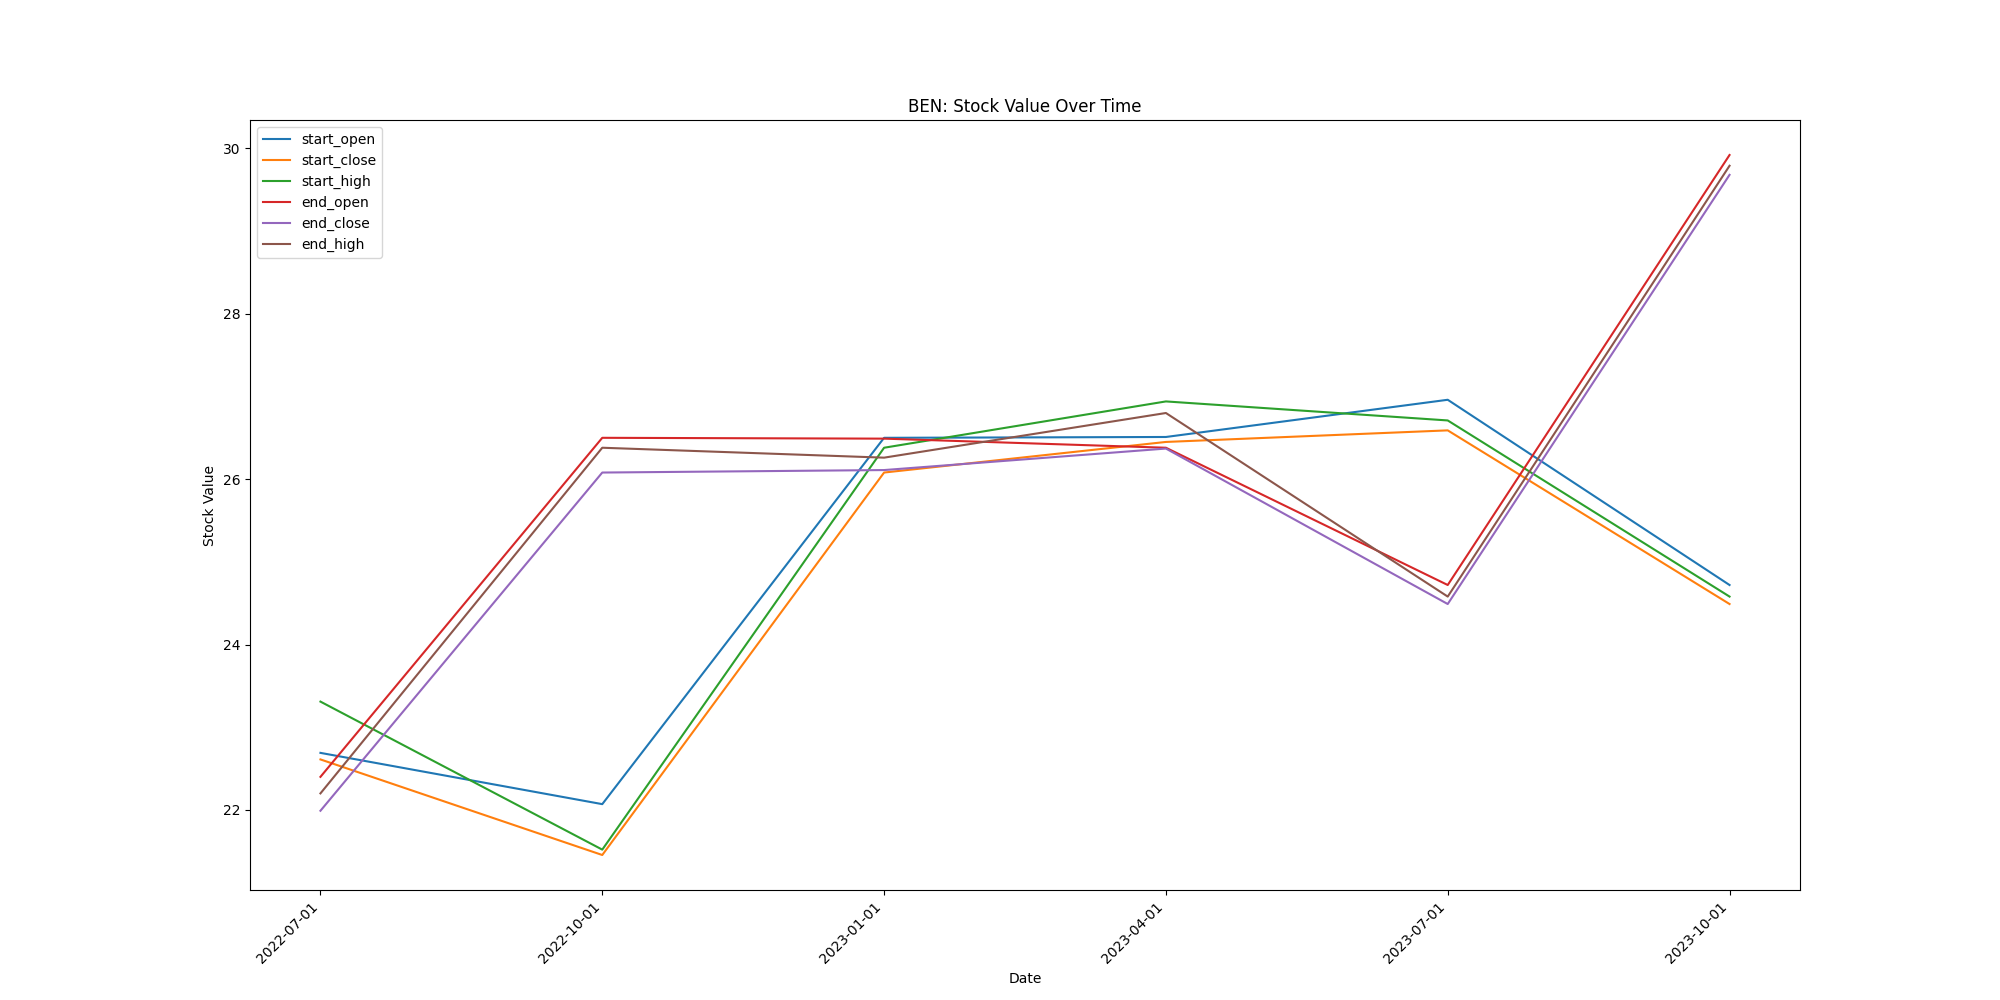 BEN: Stock Value Over Time
start_open
start_close
start_high
end_open
end_close
end_high
30
28
26
24
22
Stock Value
2022-07-01
2022-10-01
2023-01-01
2023-04-01
2023-07-01
2023-10-01
Date